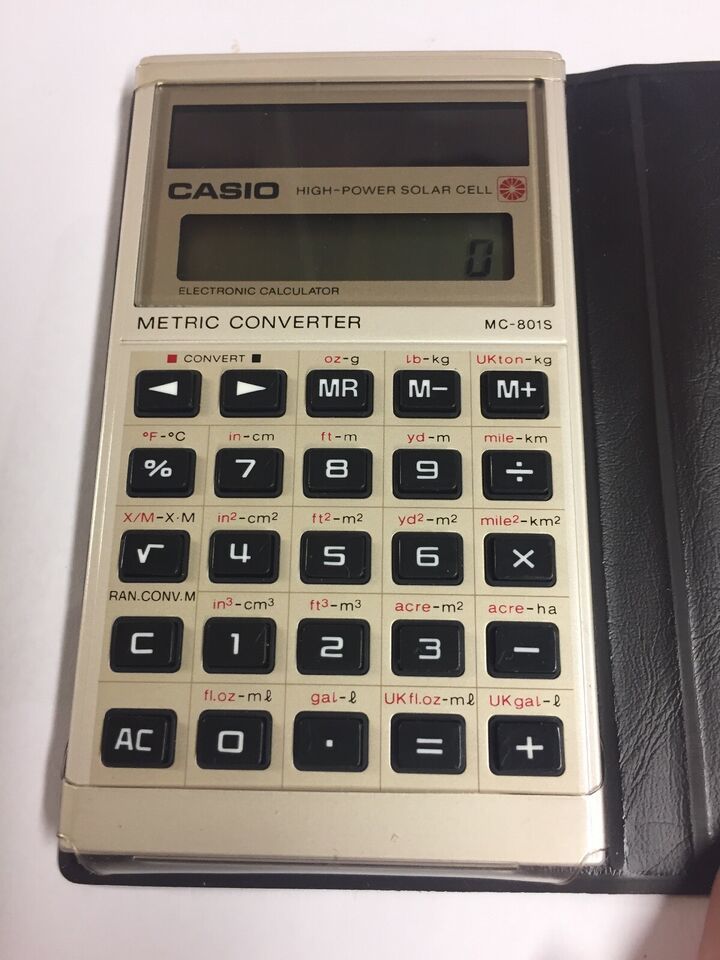 CASIO HIGH-POWER SOLAR CELL
0
ELECTRONIC CALCULATOR
METRIC CONVERTER MC-801S
CONVERT oz-g lb-kg UKton-kg
◄ ► MR M− M+
°F-°C in-cm ft-m yd-m mile-km
% 7 8 9 ÷
X/M-X·M in²-cm² ft²-m² yd²-m² mile²-km²
√ 4 5 6 ×
RAN.CONV.M in³-cm³ ft³-m³ acre-m² acre-ha
C 1 2 3 −
fl.oz-mℓ gal-ℓ UKfl.oz-mℓ UKgal-ℓ
AC 0 · = +